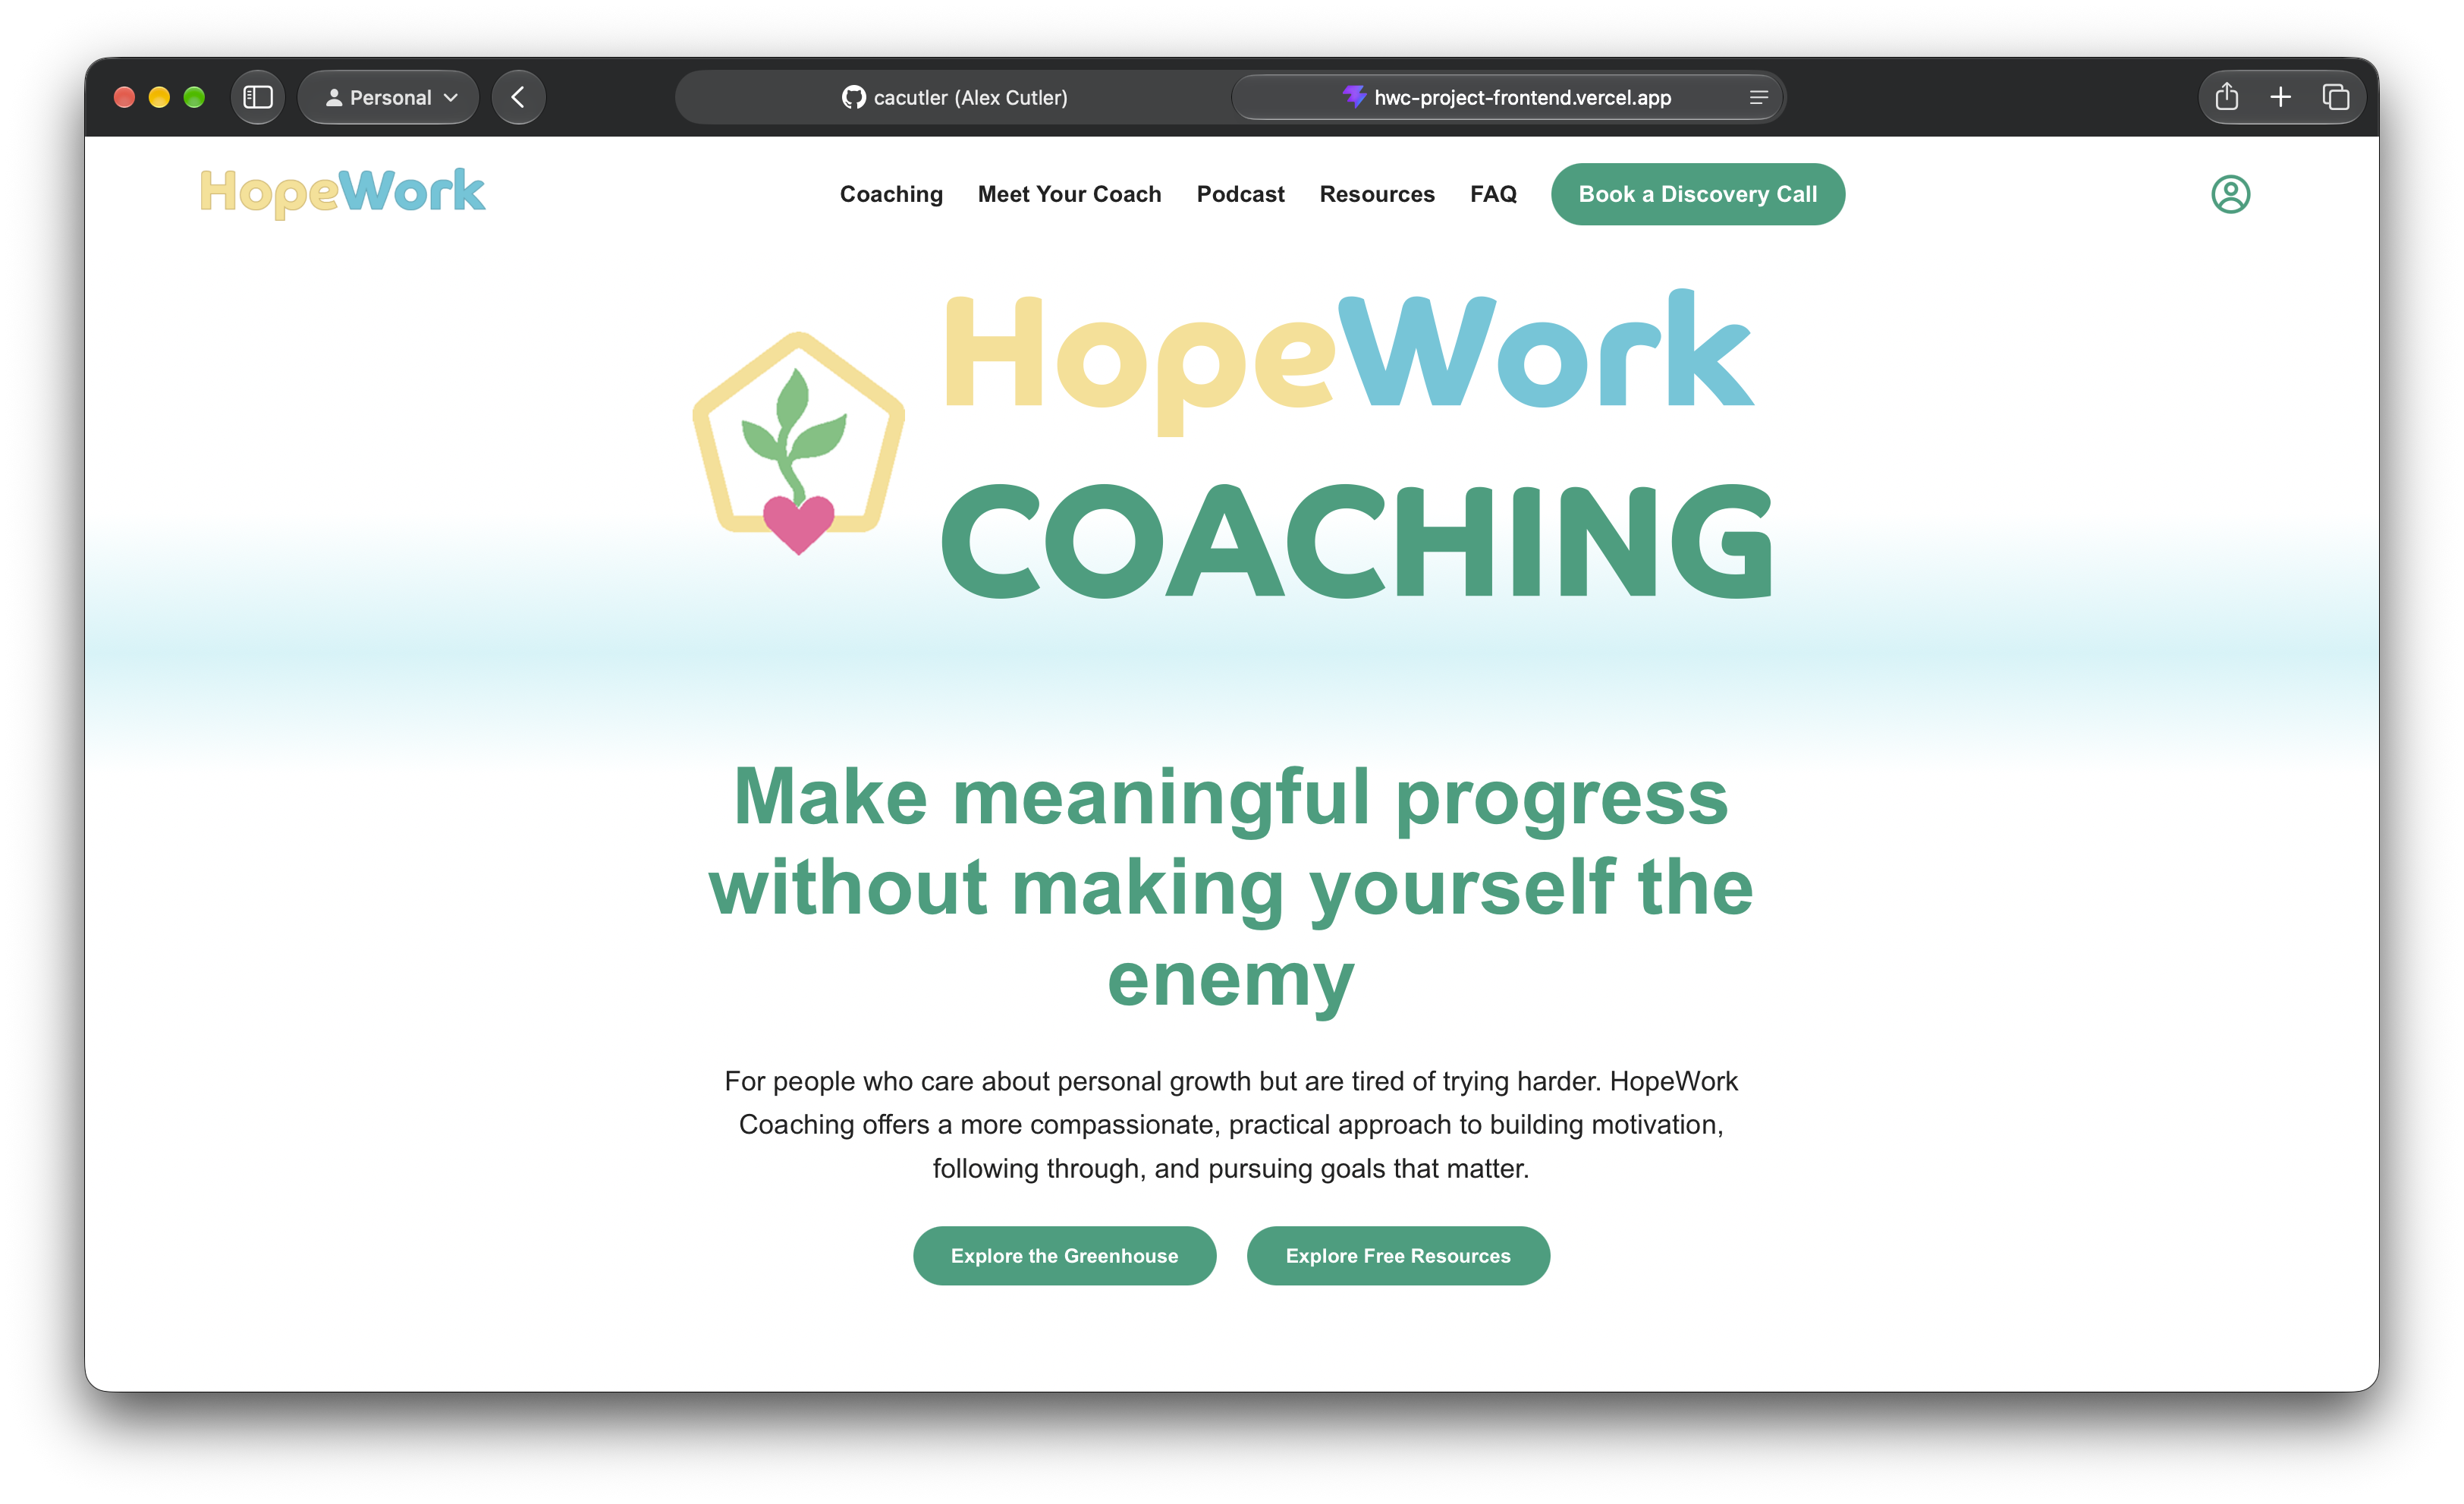 Personal
cacutler (Alex Cutler)
hwc-project-frontend.vercel.app
HopeWork
Coaching
Meet Your Coach
Podcast
Resources
FAQ
Book a Discovery Call
HopeWork
COACHING
Make meaningful progress
without making yourself the
enemy
For people who care about personal growth but are tired of trying harder. HopeWork
Coaching offers a more compassionate, practical approach to building motivation,
following through, and pursuing goals that matter.
Explore the Greenhouse
Explore Free Resources